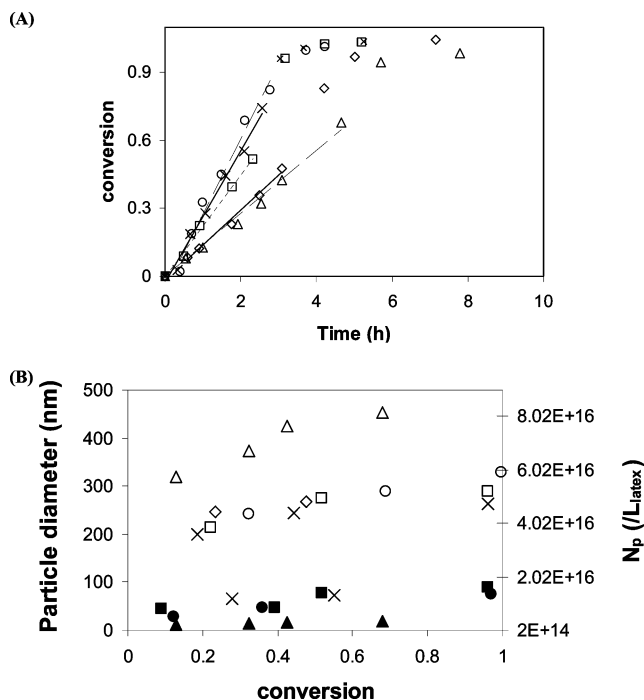 (A)
0.9
0.6
0.3
0
conversion
0 2 4 6 8 10
Time (h)
(B)
500
400
300
200
100
0
Particle diameter (nm)
8.02E+16
6.02E+16
4.02E+16
2.02E+16
2E+14
Np (/Llatex)
0 0.2 0.4 0.6 0.8 1
conversion